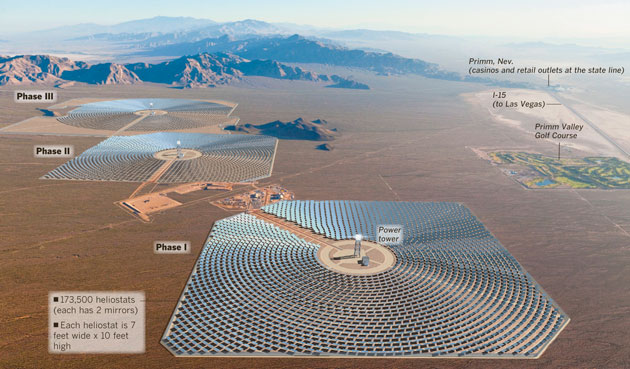 Primm, Nev.
(casinos and retail outlets at the state line)
I-15
(to Las Vegas)
Primm Valley
Golf Course
Phase III
Phase II
Phase I
Power
tower
■ 173,500 heliostats
(each has 2 mirrors)
■ Each heliostat is 7
feet wide x 10 feet
high